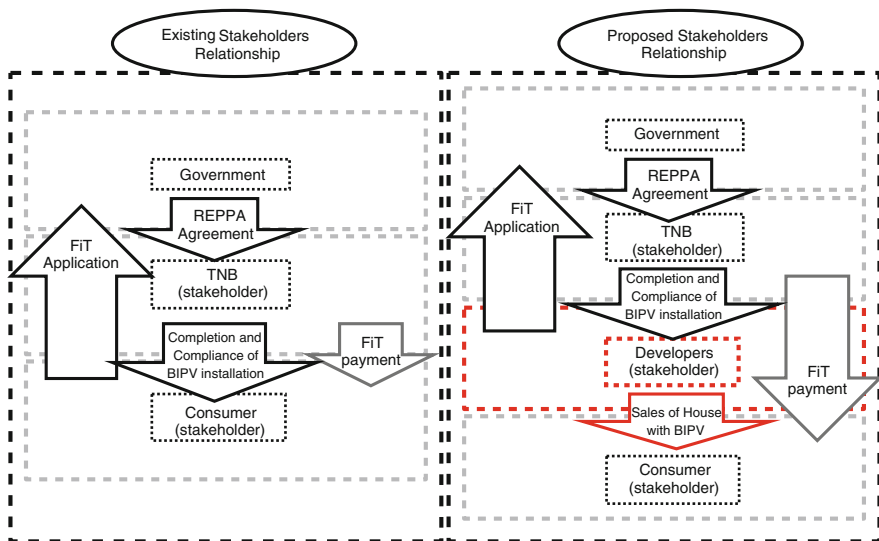 Existing Stakeholders
Relationship
Government
REPPA
Agreement
FiT
Application
TNB
(stakeholder)
Completion and
Compliance of
BIPV installation
FiT
payment
Consumer
(stakeholder)
Proposed Stakeholders
Relationship
Government
REPPA
Agreement
FiT
Application
TNB
(stakeholder)
Completion and
Compliance of
BIPV installation
Developers
(stakeholder)
FiT
payment
Sales of House
with BIPV
Consumer
(stakeholder)